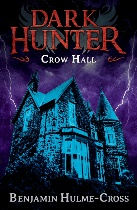 DARK
HUNTER
CROW HALL
BENJAMIN HULME-CROSS